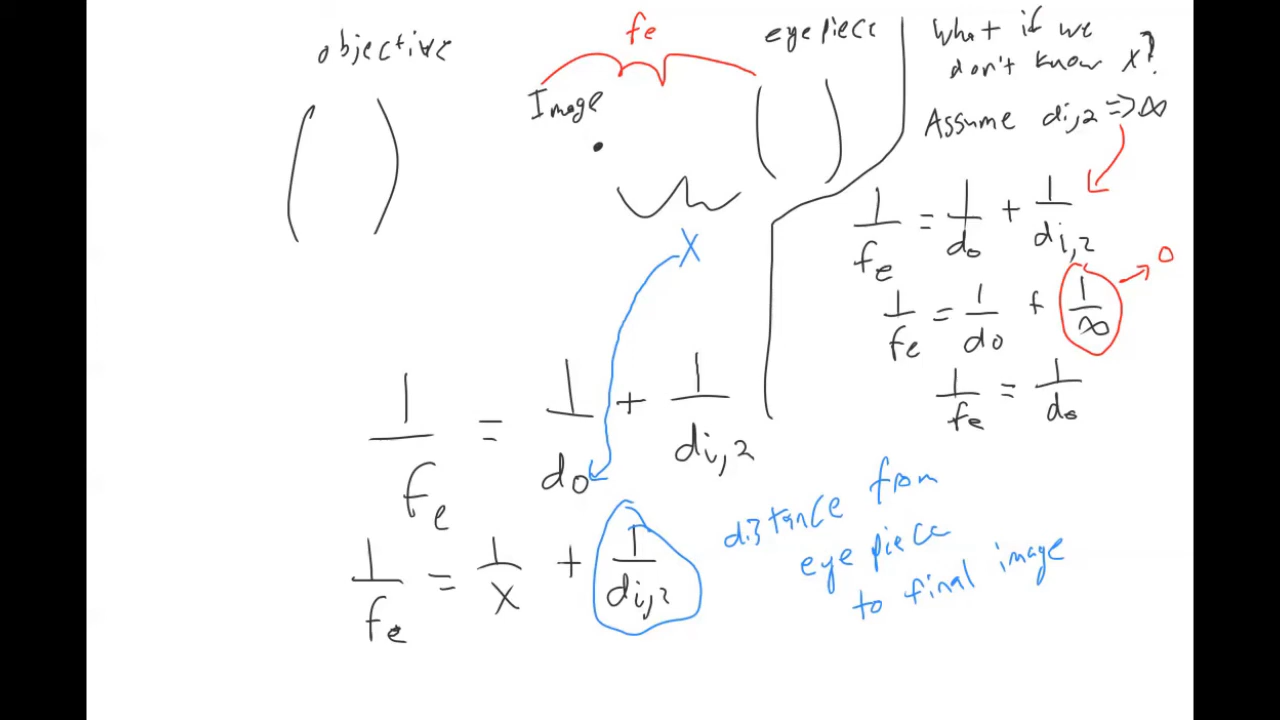 objective
fe
eyepiece
Image
X
1/fe = 1/do + 1/di,2
1/fe = 1/X + 1/di,2
distance from
eye piece
to final image
What if we
don't know x?
Assume di,2 => ∞
1/fe = 1/do + 1/di,2
1/fe = 1/do + 1/∞ → 0
1/fe = 1/do